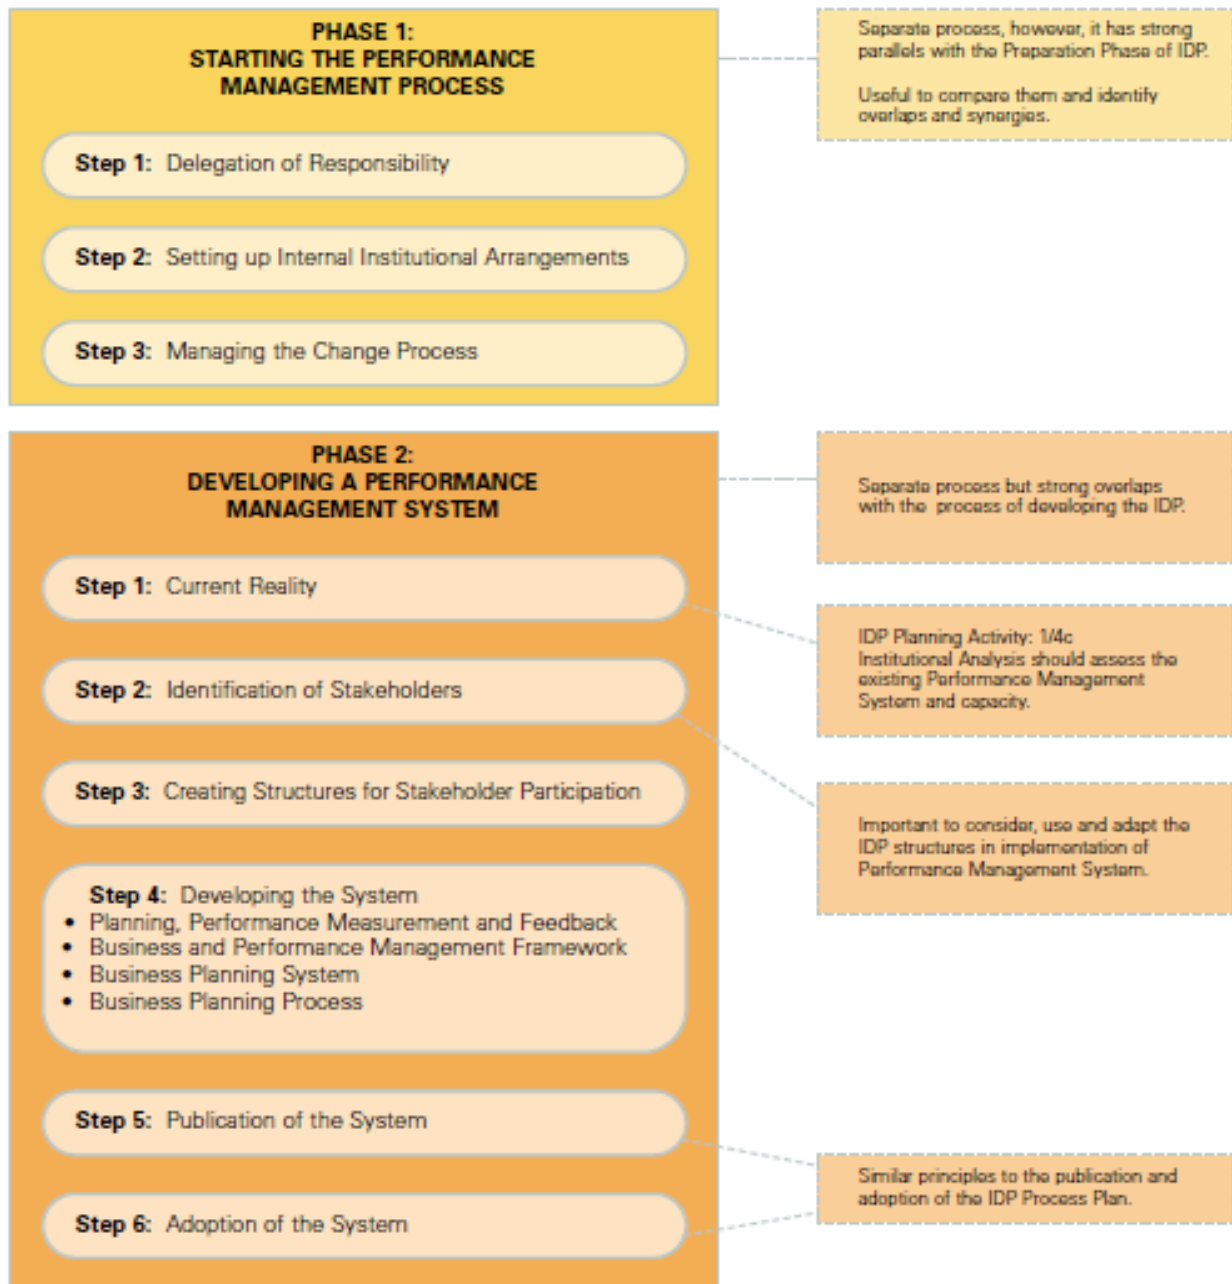 PHASE 1:
STARTING THE PERFORMANCE
MANAGEMENT PROCESS
Step 1: Delegation of Responsibility
Step 2: Setting up Internal Institutional Arrangements
Step 3: Managing the Change Process
Separate process, however, it has strong
parallels with the Preparation Phase of IDP.
Useful to compare them and identify
overlaps and synergies.
PHASE 2:
DEVELOPING A PERFORMANCE
MANAGEMENT SYSTEM
Step 1: Current Reality
Step 2: Identification of Stakeholders
Step 3: Creating Structures for Stakeholder Participation
Step 4: Developing the System
• Planning, Performance Measurement and Feedback
• Business and Performance Management Framework
• Business Planning System
• Business Planning Process
Step 5: Publication of the System
Step 6: Adoption of the System
Separate process but strong overlaps
with the process of developing the IDP.
IDP Planning Activity: 1/4c
Institutional Analysis should assess the
existing Performance Management
System and capacity.
Important to consider, use and adapt the
IDP structures in implementation of
Performance Management System.
Similar principles to the publication and
adoption of the IDP Process Plan.